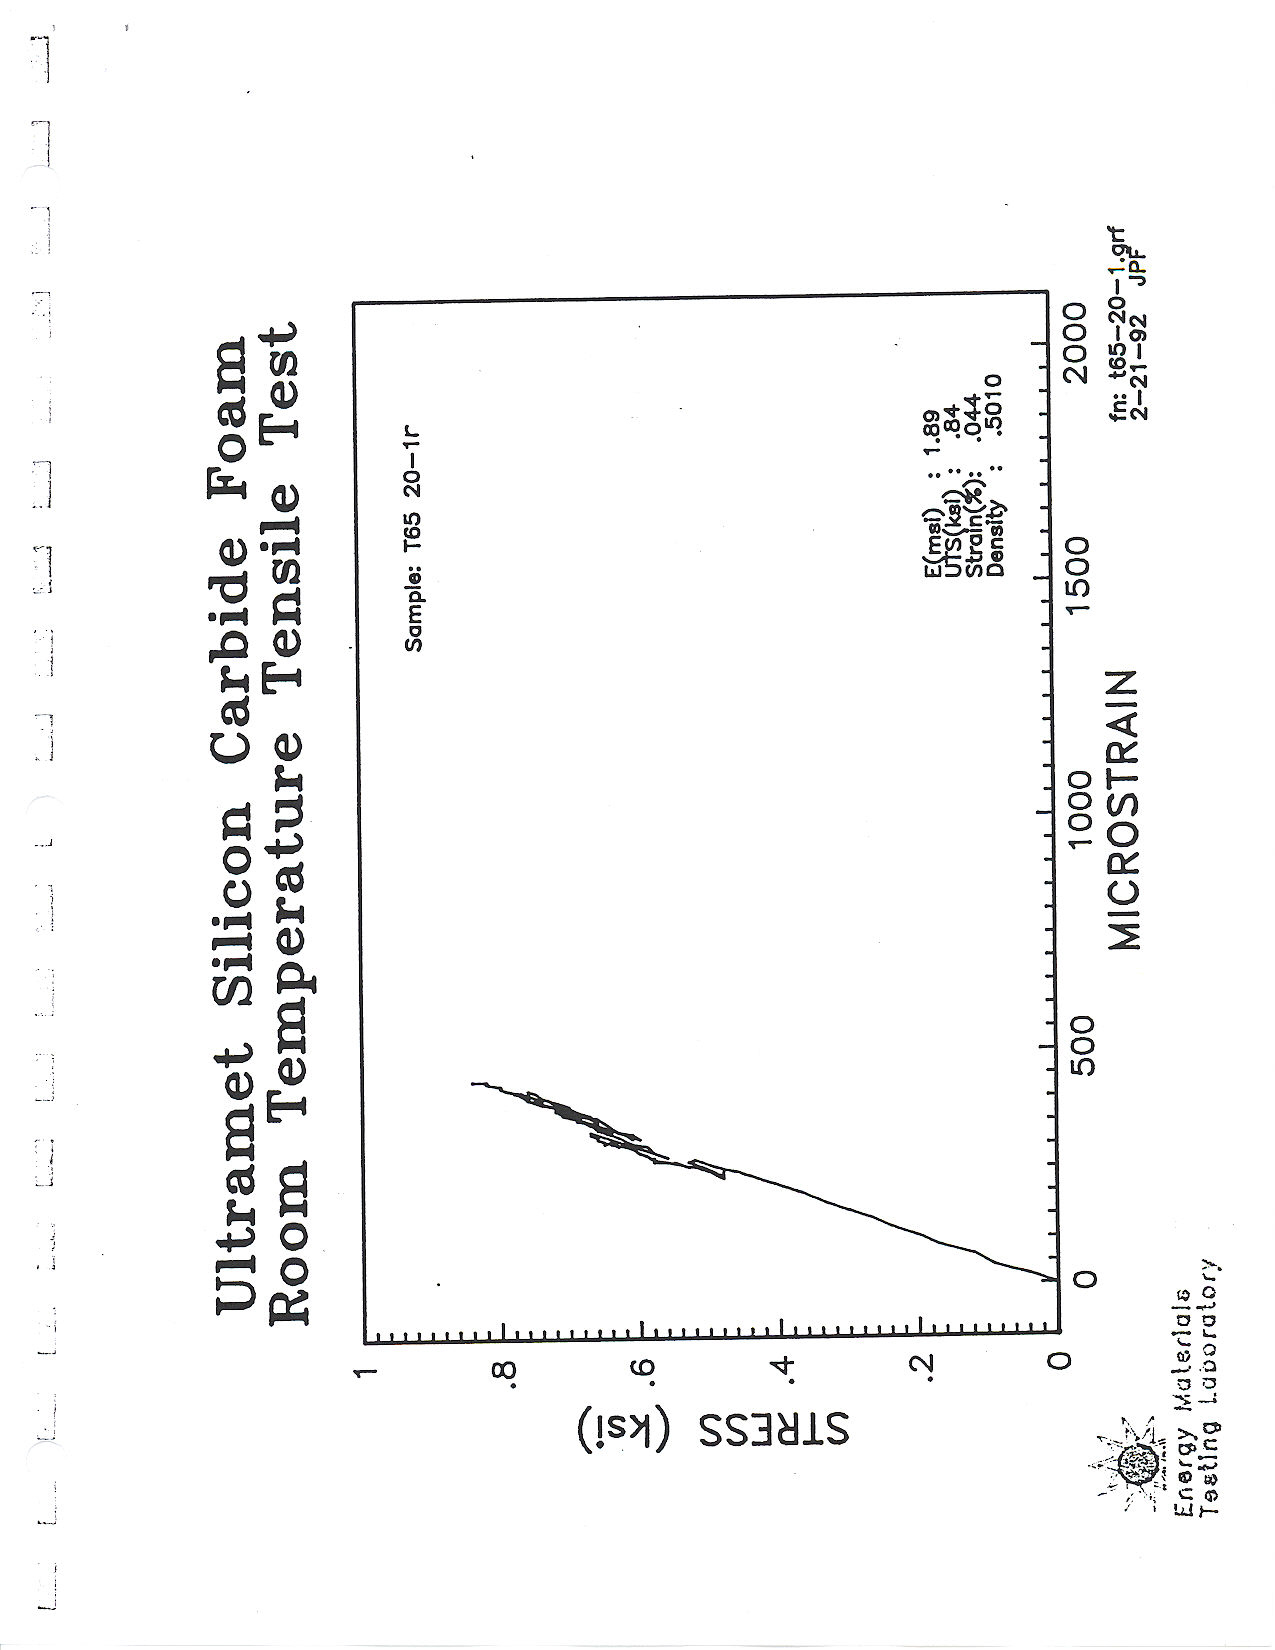 Ultramet Silicon Carbide Foam
Room Temperature Tensile Test
Sample: T65 20-1r
E(msi) : 1.89
UTS(ksi) : .84
Strain(%): .044
Density : .5010
STRESS (ksi)
1
.8
.6
.4
.2
0
0
500
1000
1500
2000
MICROSTRAIN
fn: t65-20-1.grf
2-21-92 JPF
Energy Materials
Testing Laboratory